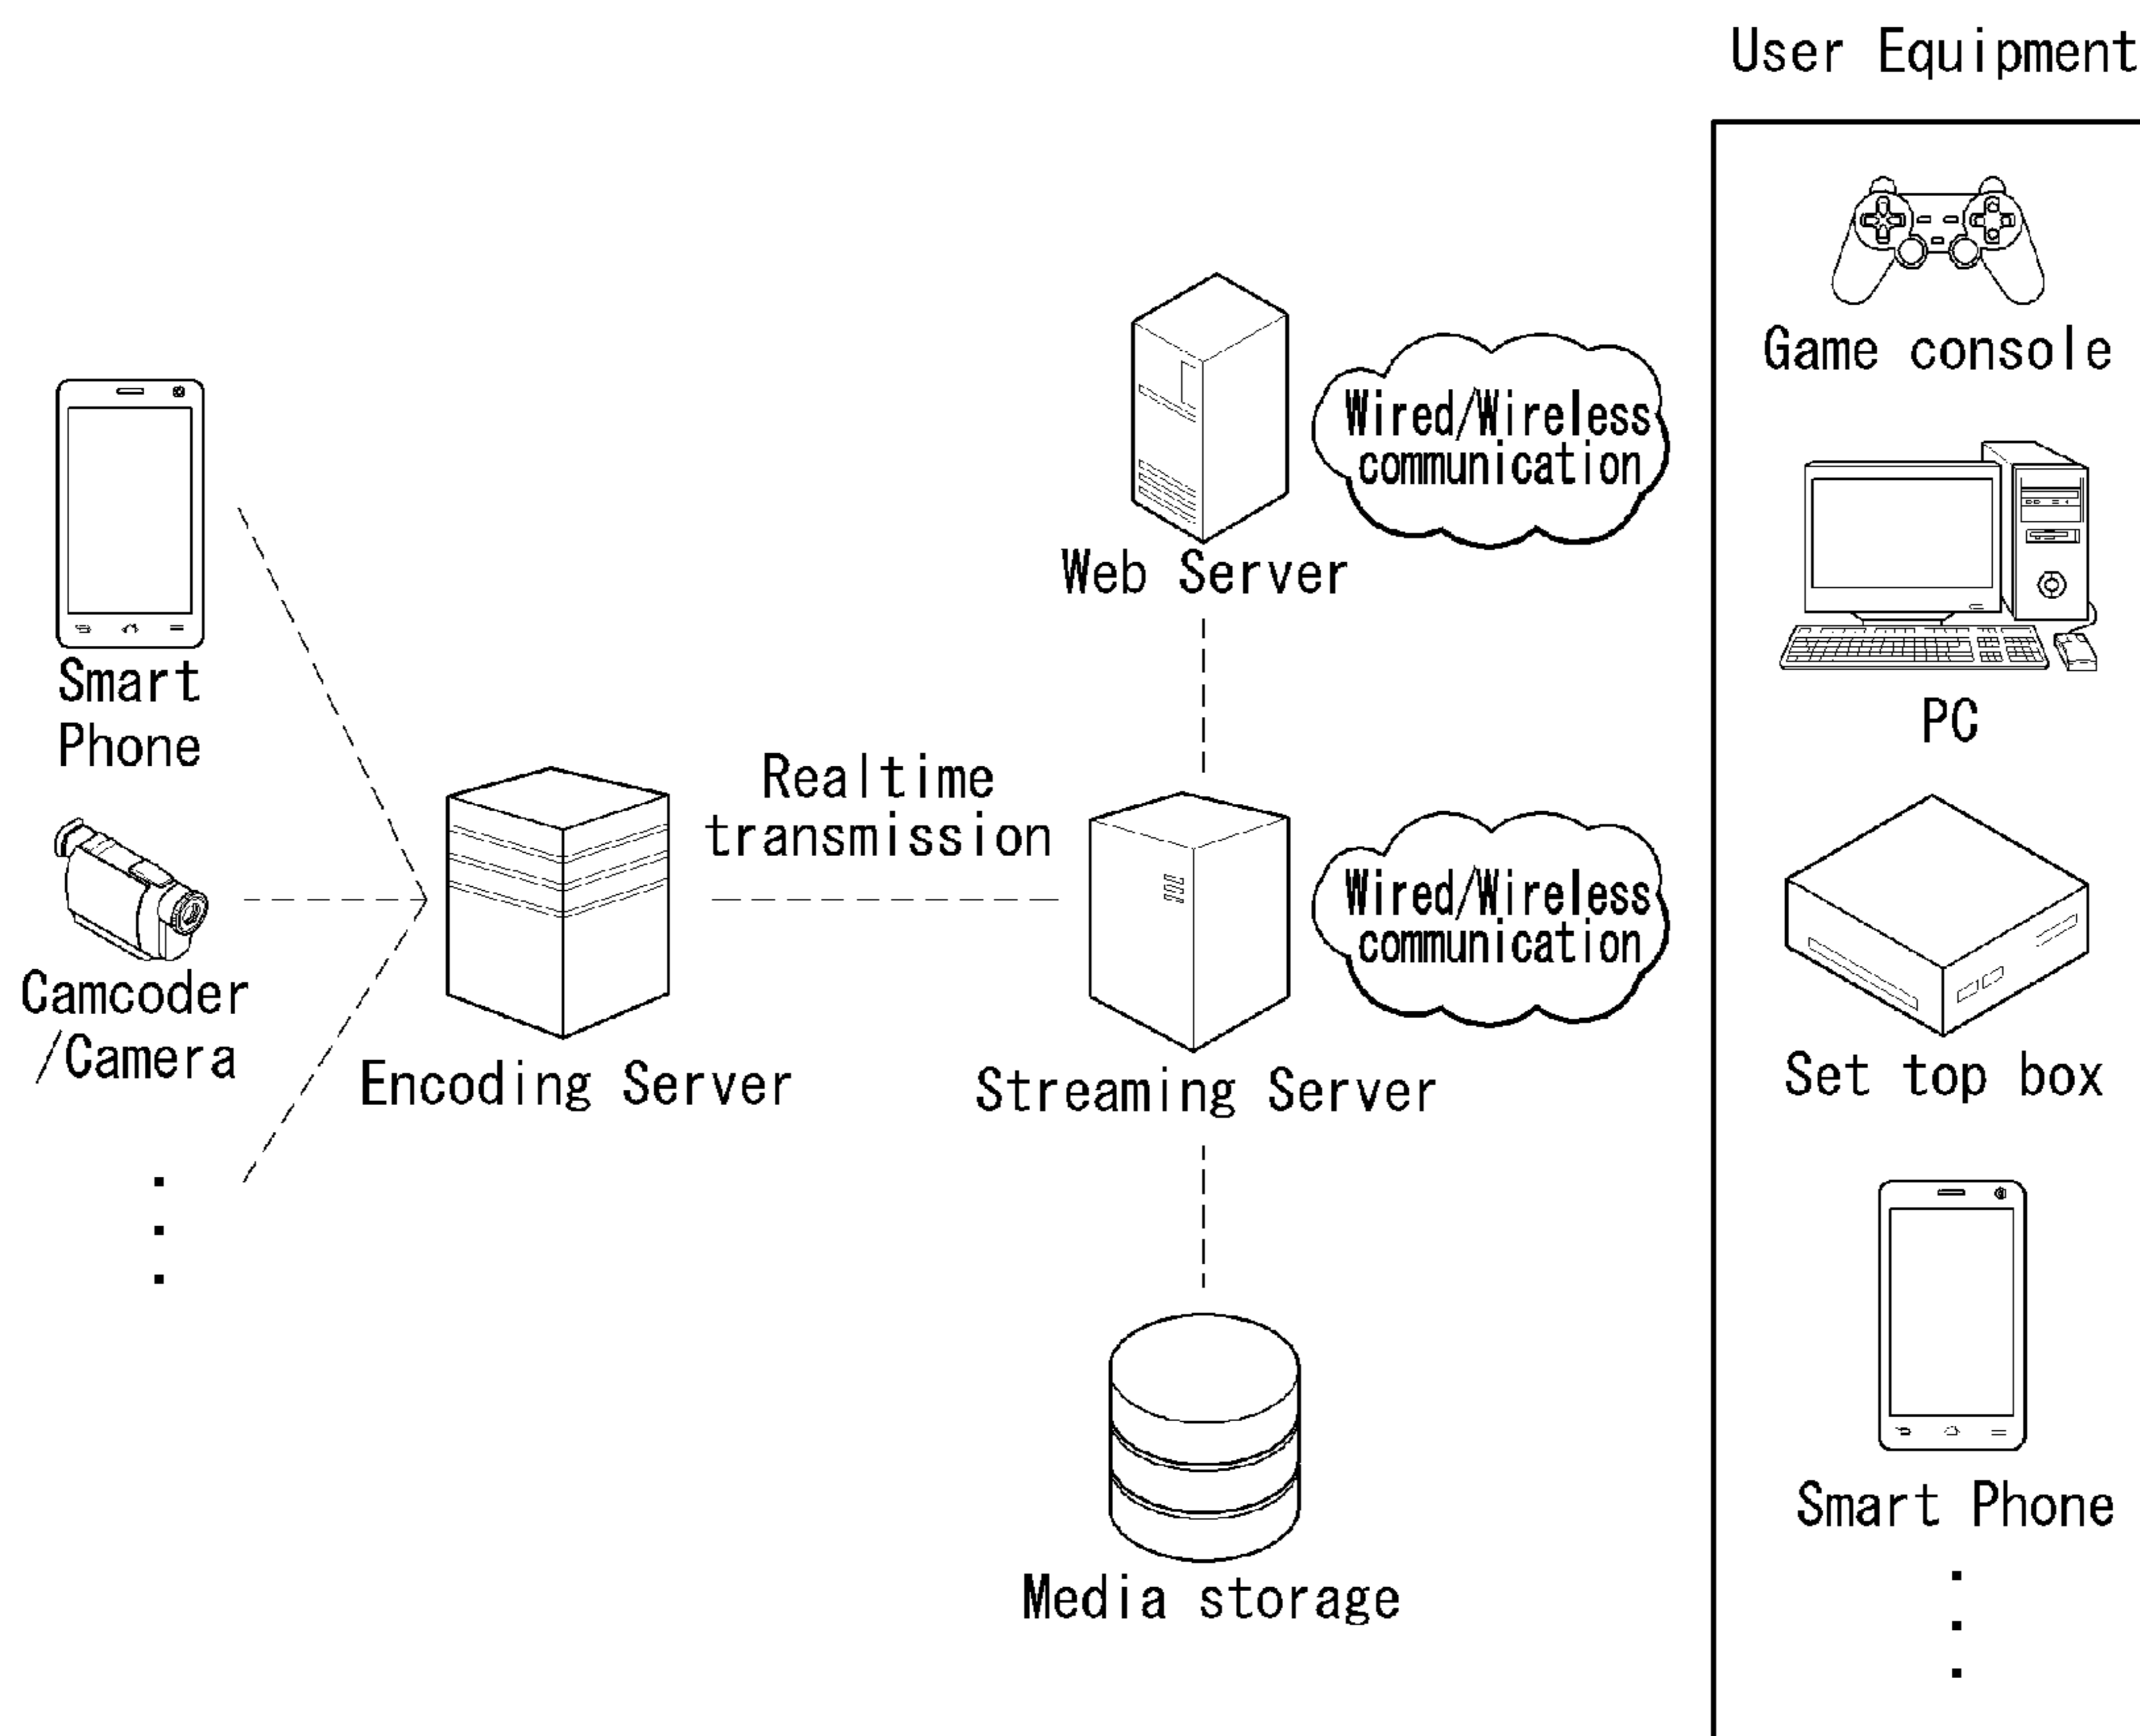 User Equipment
Game console
Wired/Wireless
communication
Web Server
Smart
Phone
PC
Realtime
transmission
Wired/Wireless
communication
Camcoder
/Camera
Encoding Server
Streaming Server
Set top box
Smart Phone
Media storage